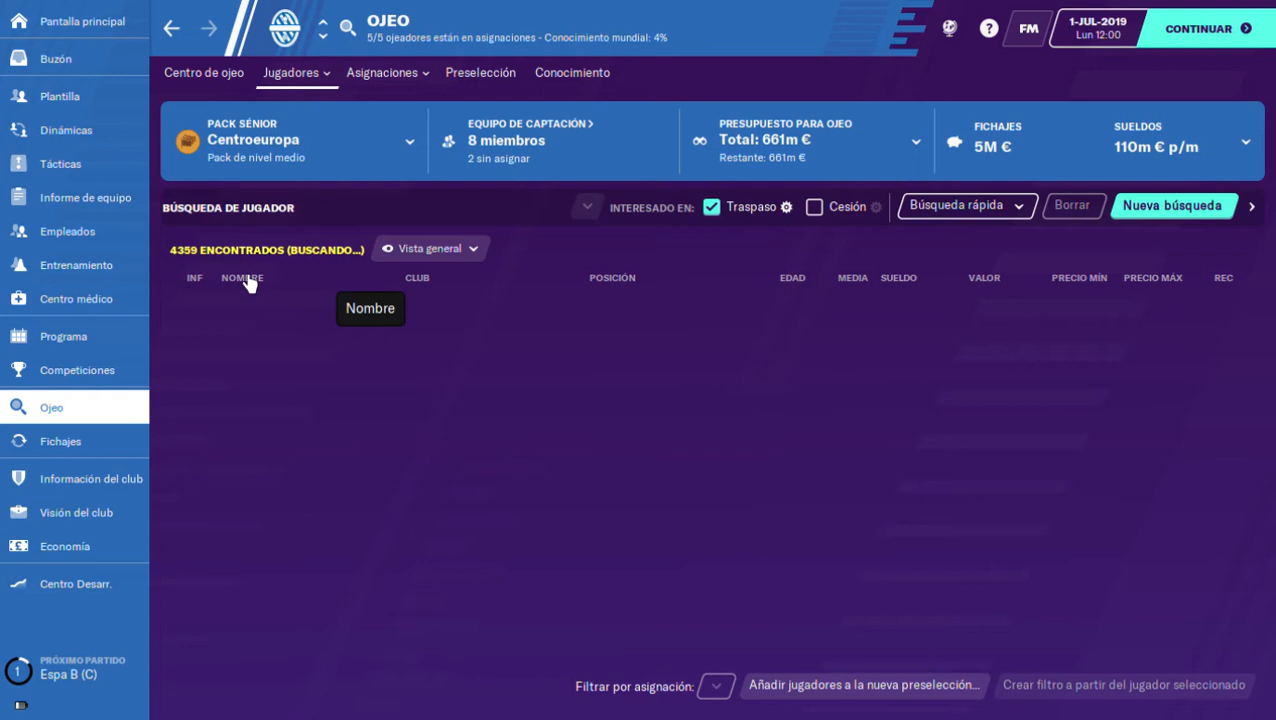 Pantalla principal
Buzón
Plantilla
Dinámicas
Tácticas
Informe de equipo
Empleados
Entrenamiento
Centro médico
Programa
Competiciones
Ojeo
Fichajes
Información del club
Visión del club
Economía
Centro Desarr.
1 PRÓXIMO PARTIDO
Espa B (C)
OJEO
5/5 ojeadores están en asignaciones - Conocimiento mundial: 4%
? FM
1-JUL-2019
Lun 12:00
CONTINUAR
Centro de ojeo Jugadores Asignaciones Preselección Conocimiento
PACK SÉNIOR
Centroeuropa
Pack de nivel medio
EQUIPO DE CAPTACIÓN
8 miembros
2 sin asignar
PRESUPUESTO PARA OJEO
Total: 661m €
Restante: 661m €
FICHAJES
5M €
SUELDOS
110m € p/m
BÚSQUEDA DE JUGADOR INTERESADO EN: Traspaso Cesión Búsqueda rápida Borrar Nueva búsqueda
4359 ENCONTRADOS (BUSCANDO...) Vista general
INF NOMBRE CLUB POSICIÓN EDAD MEDIA SUELDO VALOR PRECIO MÍN PRECIO MÁX REC
Nombre
Filtrar por asignación: Añadir jugadores a la nueva preselección... Crear filtro a partir del jugador seleccionado